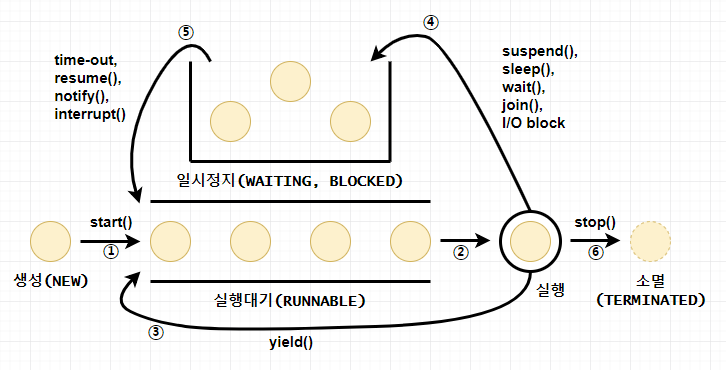 ⑤
④
time-out,
resume(),
notify(),
interrupt()
suspend(),
sleep(),
wait(),
join(),
I/O block
일시정지(WAITING, BLOCKED)
start()
①
②
stop()
⑥
생성(NEW)
실행대기(RUNNABLE)
실행
소멸
(TERMINATED)
③
yield()